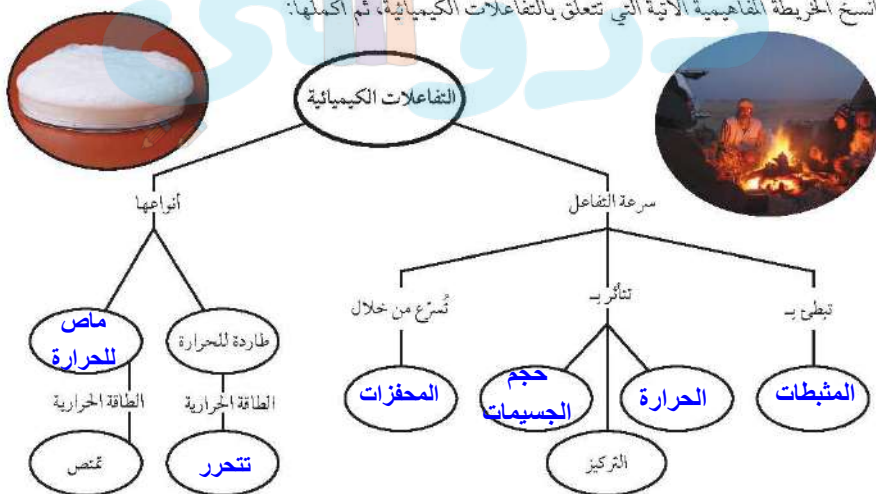 انسخ الخريطة المفاهيمية الآتية التي تتعلق بالتفاعلات الكيميائية، ثم أكملها:
التفاعلات الكيميائية
سرعة التفاعل
أنواعها
تبطئ بـ
تتأثر بـ
تُسرّع من خلال
المثبطات
الحرارة
حجم
الجسيمات
المحفزات
التركيز
طاردة للحرارة
ماص
للحرارة
الطاقة الحرارية
الطاقة الحرارية
تتحرر
تمتص